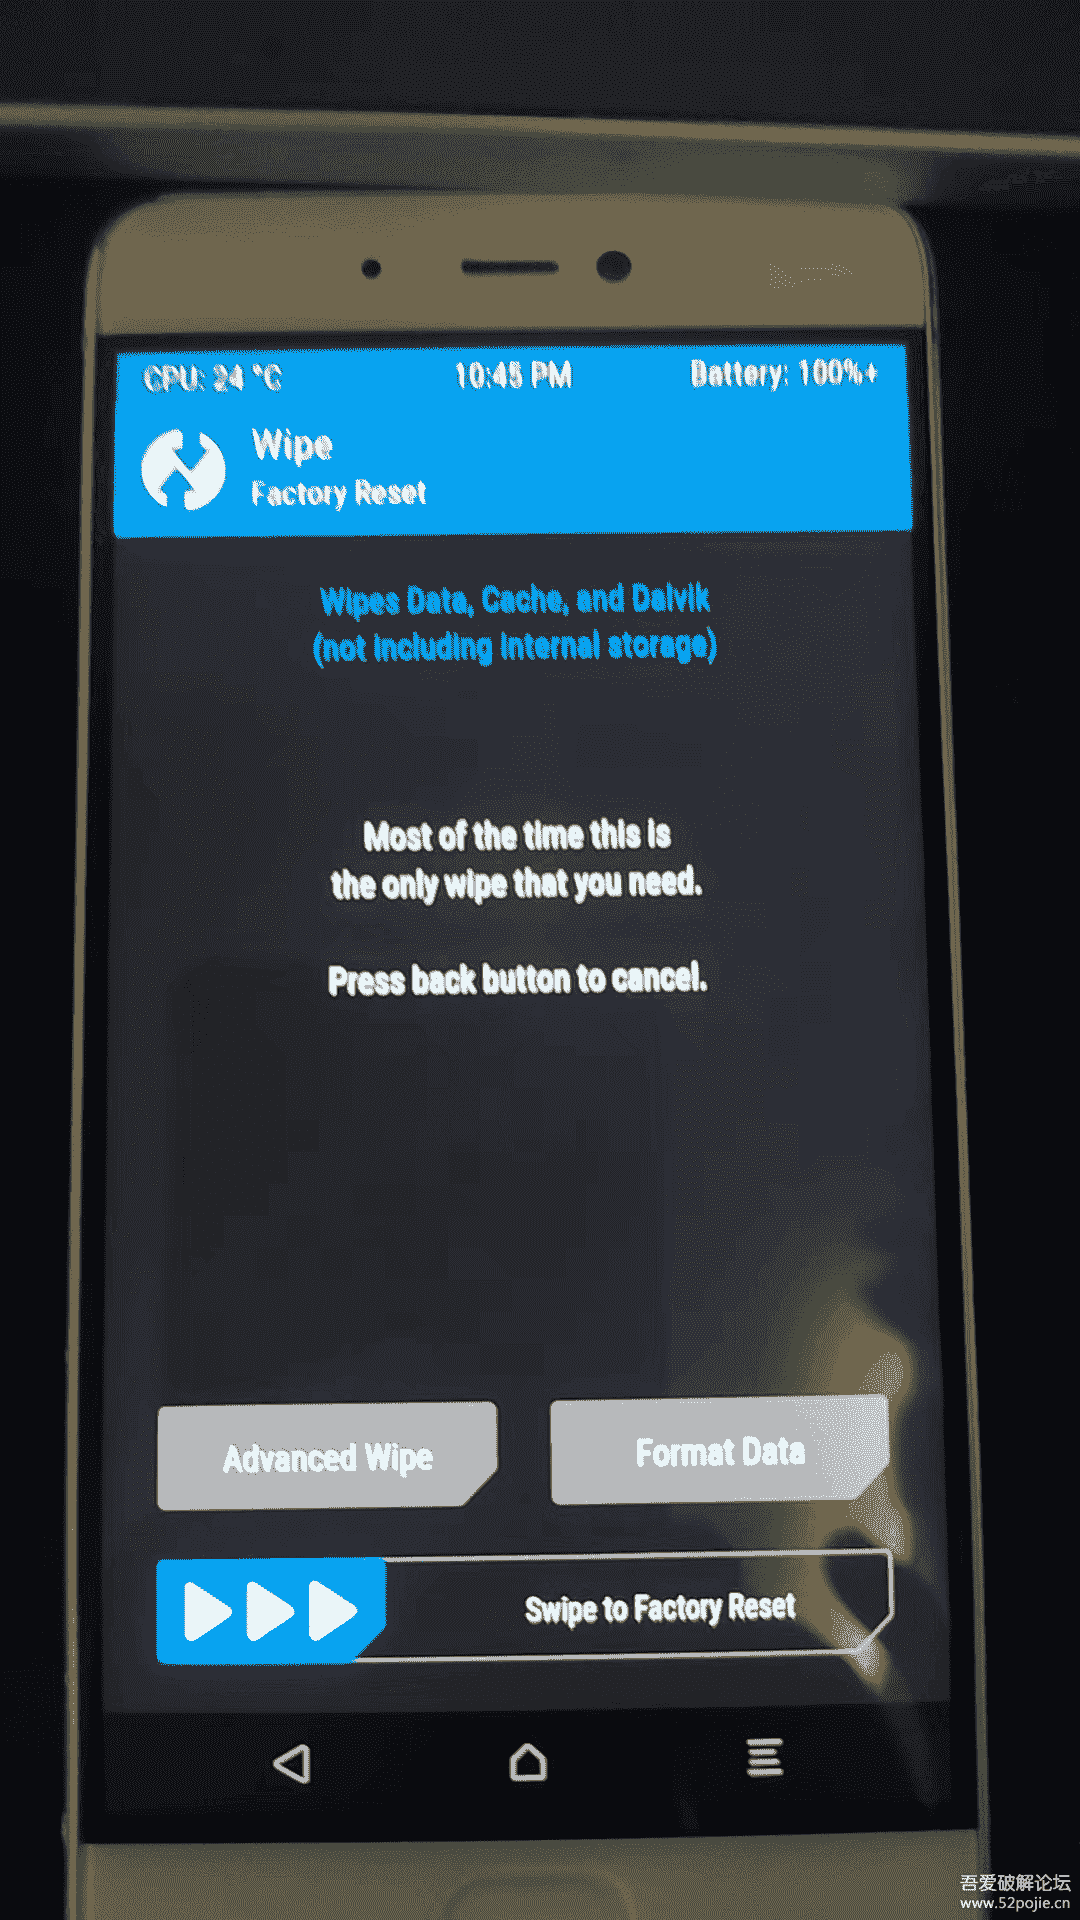 CPU: 24 °C
10:45 PM
Battery: 100%+
Wipe
Factory Reset
Wipes Data, Cache, and Dalvik
(not including internal storage)
Most of the time this is
the only wipe that you need.
Press back button to cancel.
Advanced Wipe
Format Data
Swipe to Factory Reset
吾爱破解论坛
www.52pojie.cn